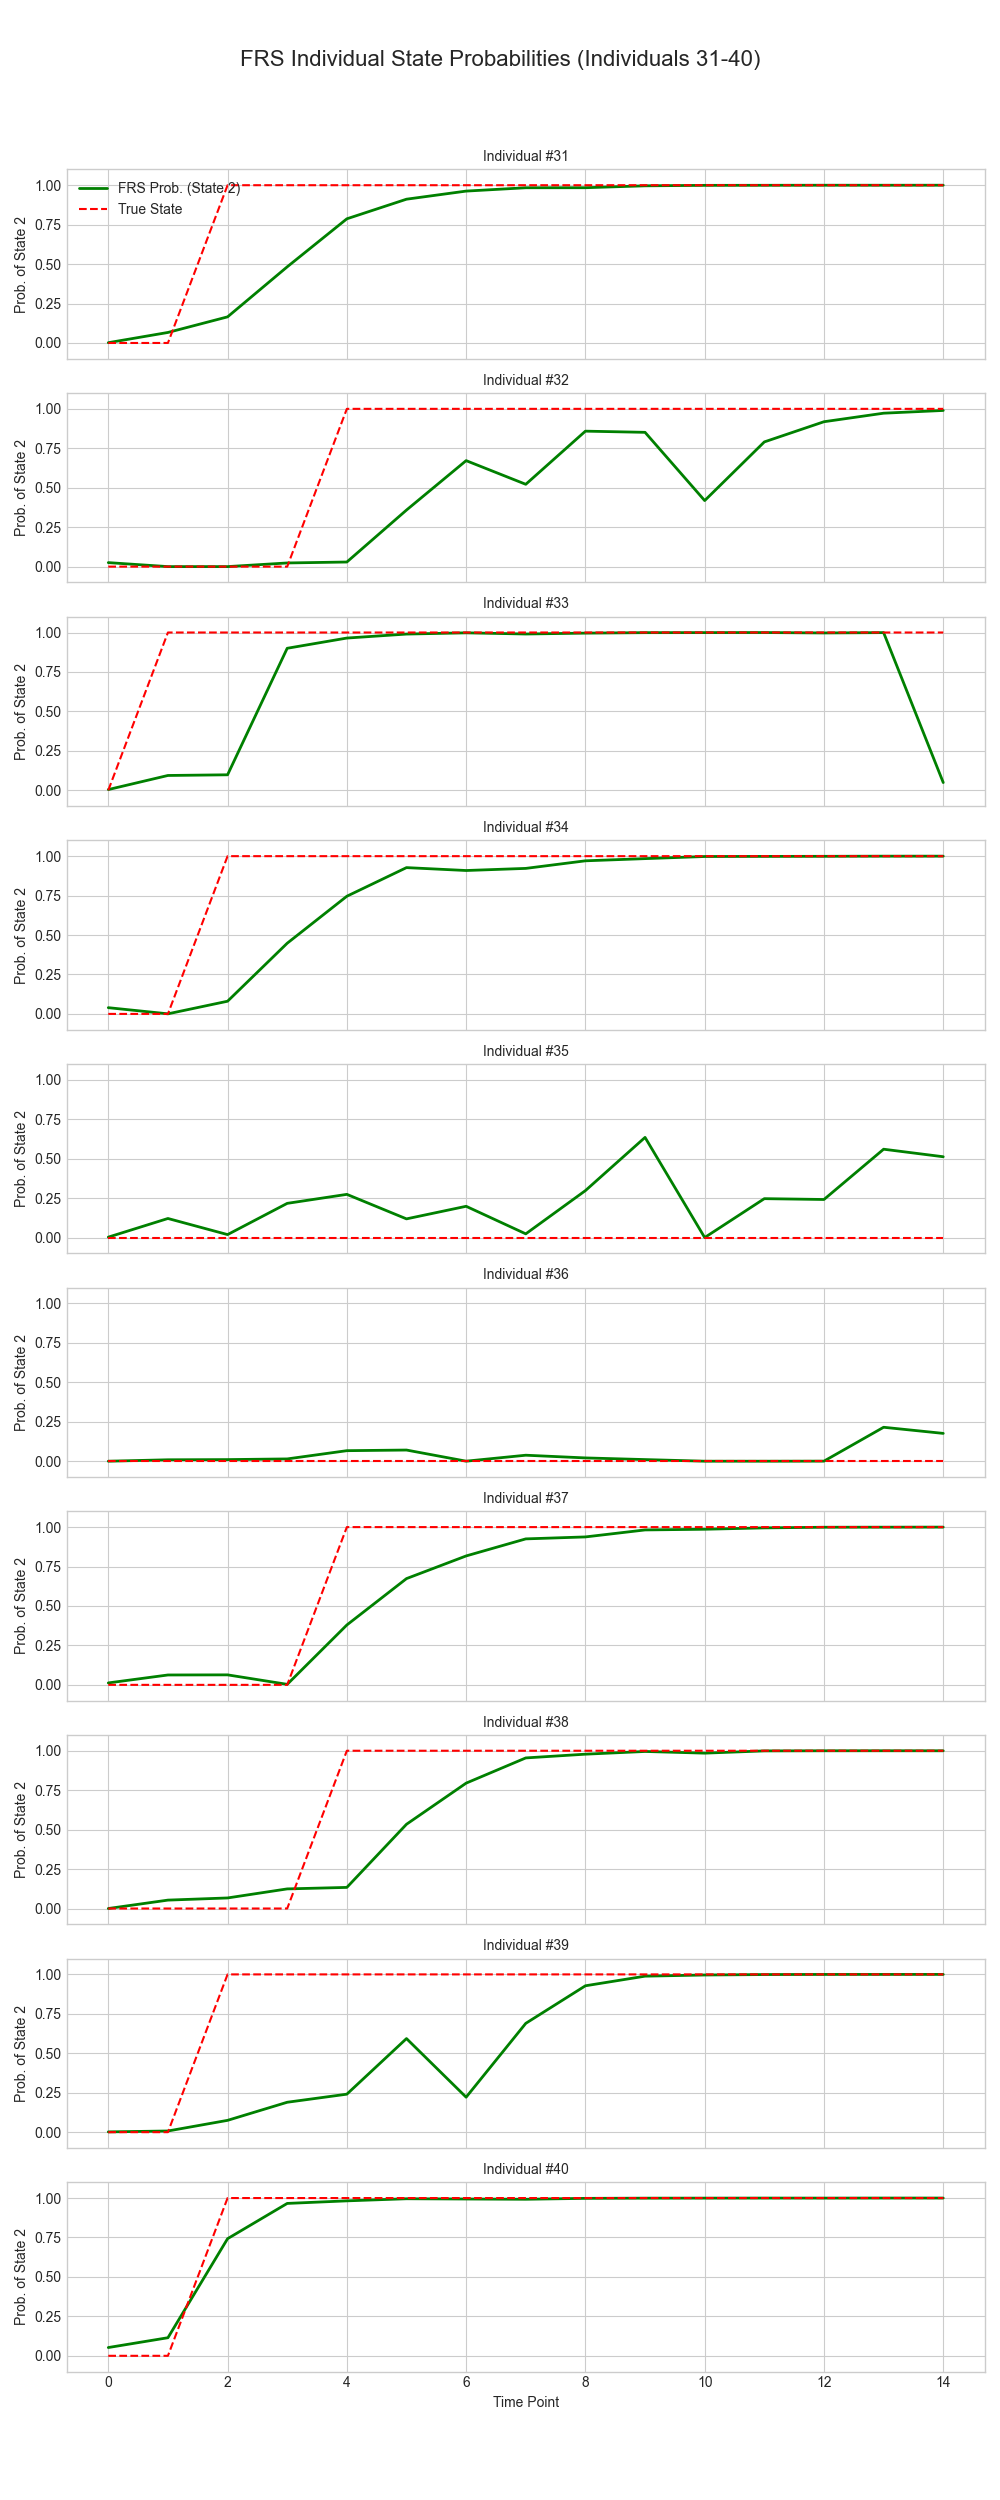 FRS Individual State Probabilities (Individuals 31-40)
Individual #31
FRS Prob. (State 2)
True State
Prob. of State 2
1.00
0.75
0.50
0.25
0.00
Individual #32
Prob. of State 2
1.00
0.75
0.50
0.25
0.00
Individual #33
Prob. of State 2
1.00
0.75
0.50
0.25
0.00
Individual #34
Prob. of State 2
1.00
0.75
0.50
0.25
0.00
Individual #35
Prob. of State 2
1.00
0.75
0.50
0.25
0.00
Individual #36
Prob. of State 2
1.00
0.75
0.50
0.25
0.00
Individual #37
Prob. of State 2
1.00
0.75
0.50
0.25
0.00
Individual #38
Prob. of State 2
1.00
0.75
0.50
0.25
0.00
Individual #39
Prob. of State 2
1.00
0.75
0.50
0.25
0.00
Individual #40
Prob. of State 2
1.00
0.75
0.50
0.25
0.00
0 2 4 6 8 10 12 14
Time Point